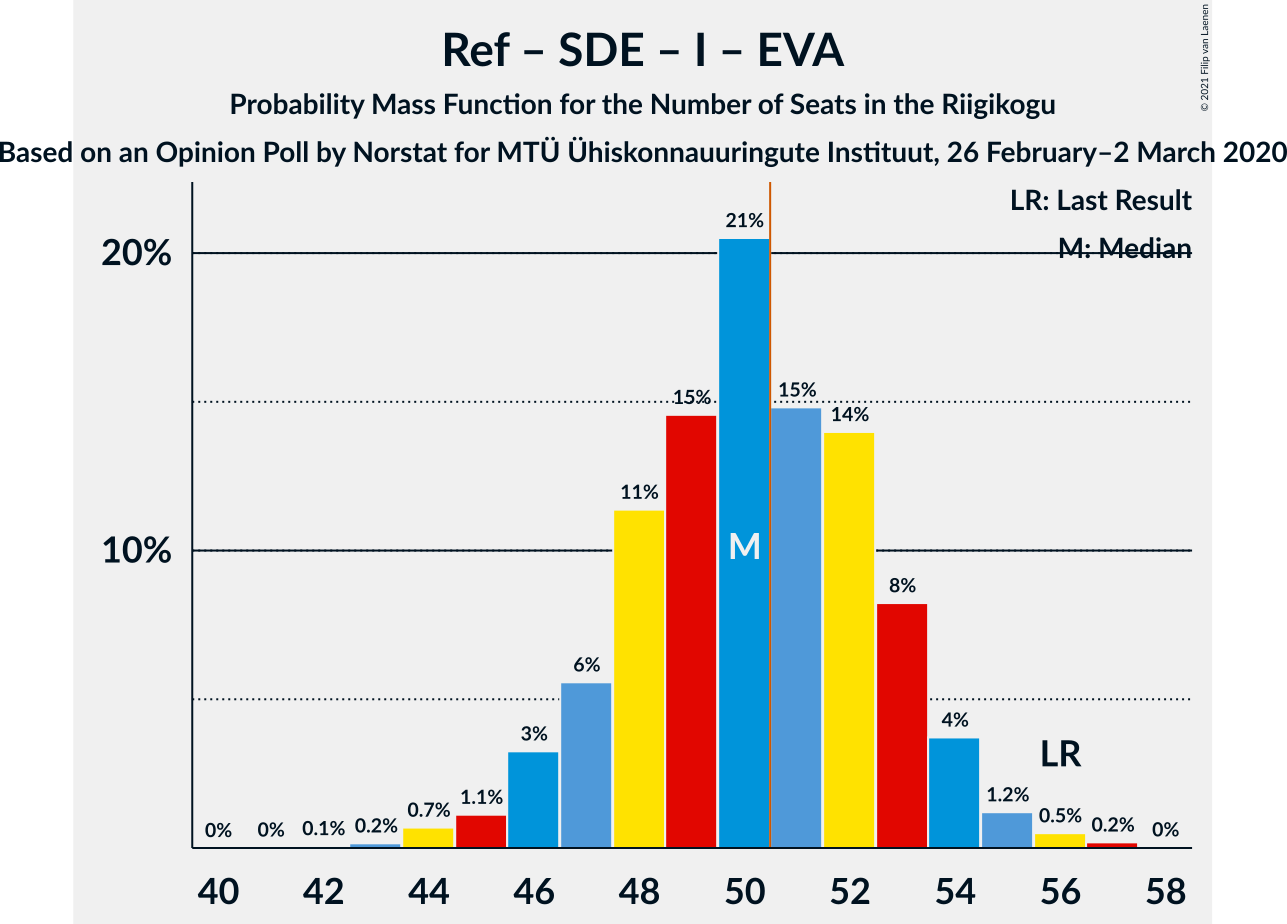 Ref – SDE – I – EVA
Probability Mass Function for the Number of Seats in the Riigikogu
Based on an Opinion Poll by Norstat for MTÜ Ühiskonnauuringute Instituut, 26 February–2 March 2020
© 2021 Filip van Laenen
LR: Last Result
M: Median
20%
10%
0%
0%
0.1%
0.2%
0.7%
1.1%
3%
6%
11%
15%
21%
15%
14%
8%
4%
1.2%
0.5%
0.2%
0%
M
LR
40 42 44 46 48 50 52 54 56 58